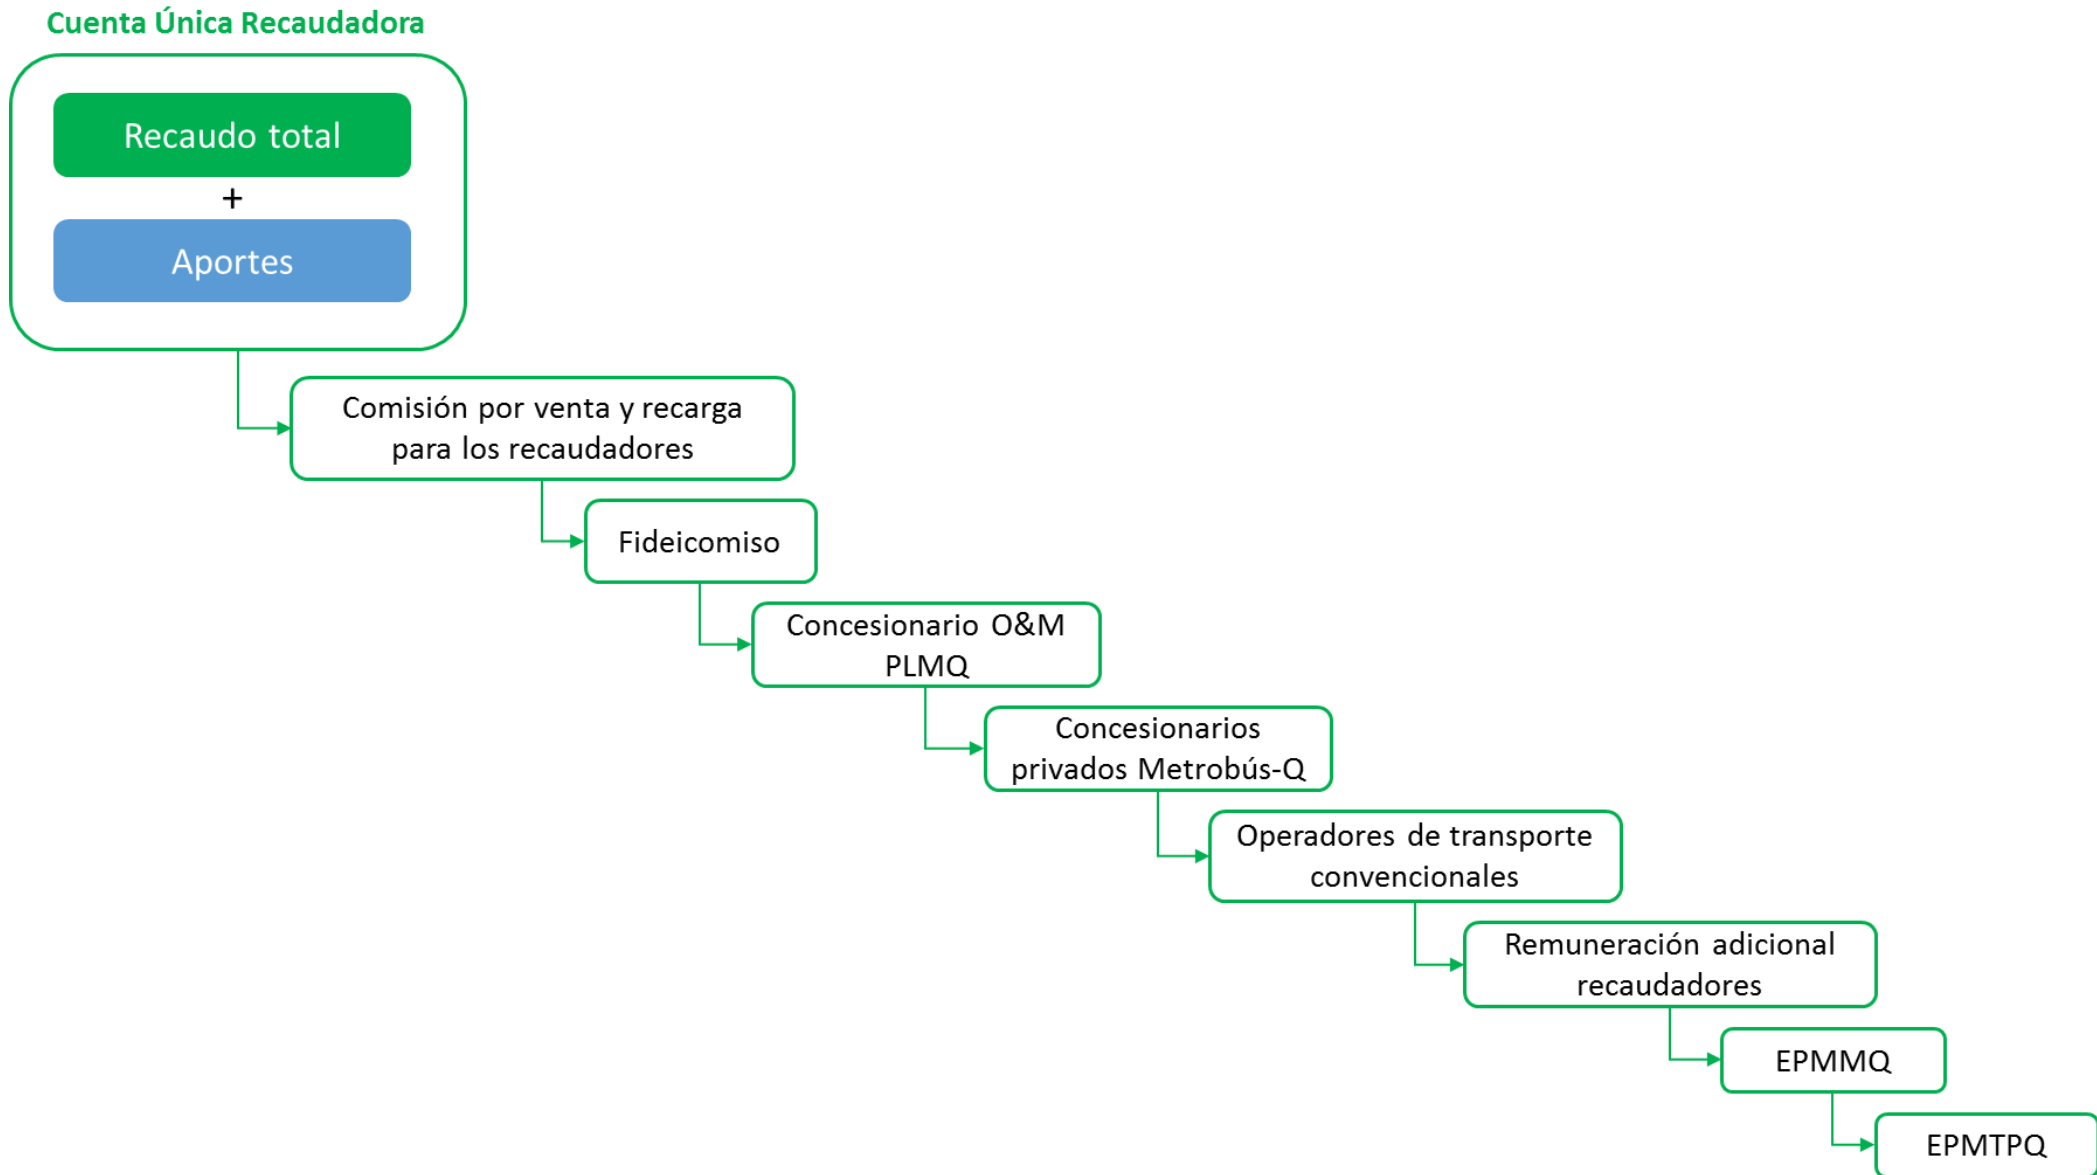 Cuenta Única Recaudadora
Recaudo total
+
Aportes
Comisión por venta y recarga
para los recaudadores
Fideicomiso
Concesionario O&M
PLMQ
Concesionarios
privados Metrobús-Q
Operadores de transporte
convencionales
Remuneración adicional
recaudadores
EPMMQ
EPMTPQ